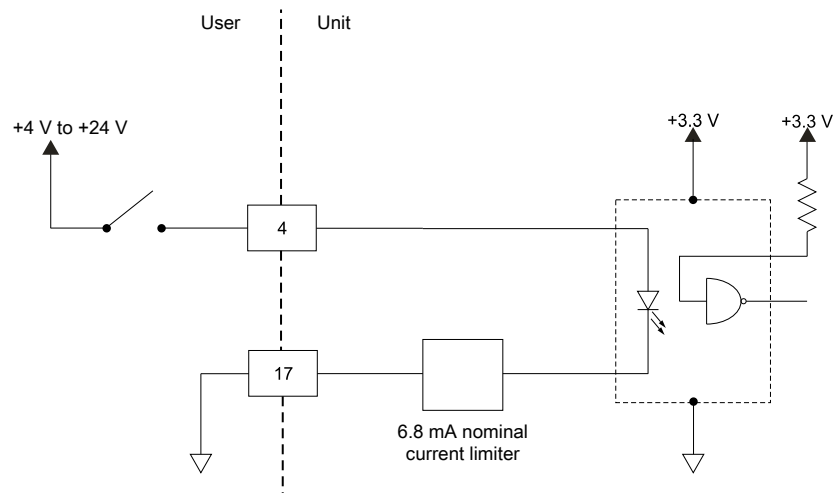 User
Unit
+4 V to +24 V
+3.3 V
+3.3 V
4
17
6.8 mA nominal
current limiter